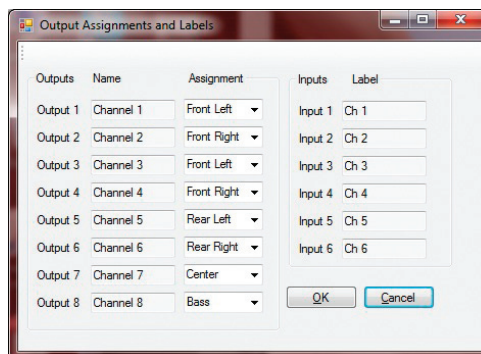 Output Assignments and Labels
Outputs Name Assignment
Output 1 Channel 1 Front Left
Output 2 Channel 2 Front Right
Output 3 Channel 3 Front Left
Output 4 Channel 4 Front Right
Output 5 Channel 5 Rear Left
Output 6 Channel 6 Rear Right
Output 7 Channel 7 Center
Output 8 Channel 8 Bass
Inputs Label
Input 1 Ch 1
Input 2 Ch 2
Input 3 Ch 3
Input 4 Ch 4
Input 5 Ch 5
Input 6 Ch 6
OK Cancel